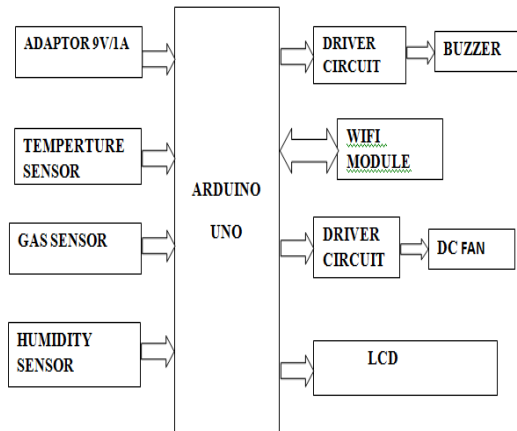 ADAPTOR 9V/1A
TEMPERTURE
SENSOR
GAS SENSOR
HUMIDITY
SENSOR
ARDUINO
UNO
DRIVER
CIRCUIT
BUZZER
WIFI
MODULE
DRIVER
CIRCUIT
DC FAN
LCD